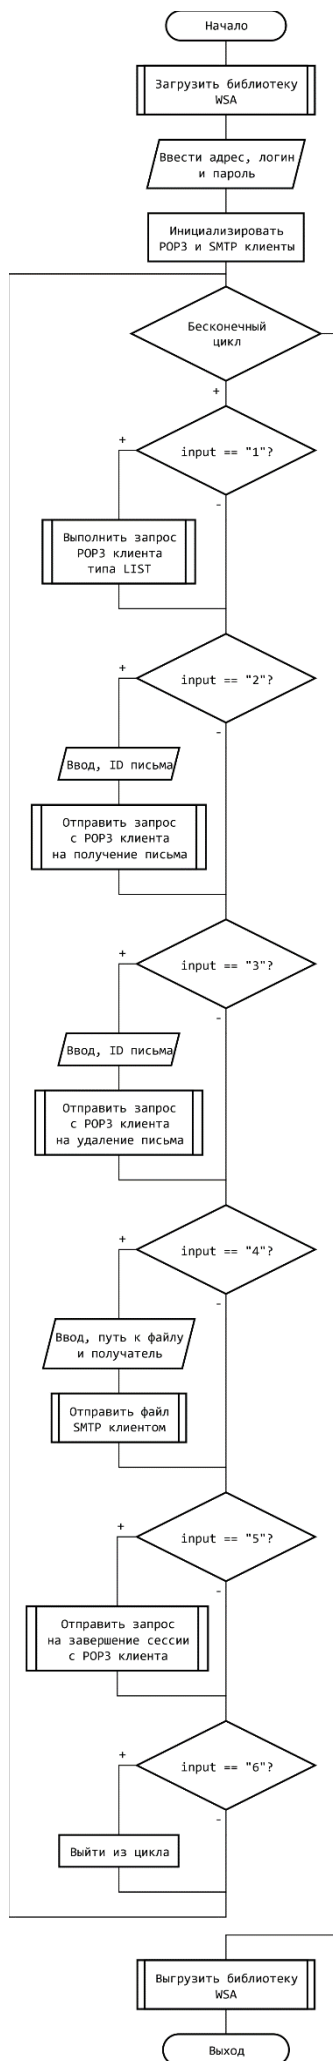 Начало
Загрузить библиотеку
WSA
Ввести адрес, логин
и пароль
Инициализировать
POP3 и SMTP клиенты
Бесконечный
цикл
+
+
input == "1"?
-
Выполнить запрос
POP3 клиента
типа LIST
+
input == "2"?
-
Ввод, ID письма
Отправить запрос
с POP3 клиента
на получение письма
+
input == "3"?
-
Ввод, ID письма
Отправить запрос
с POP3 клиента
на удаление письма
+
input == "4"?
-
Ввод, путь к файлу
и получатель
Отправить файл
SMTP клиентом
+
input == "5"?
-
Отправить запрос
на завершение сессии
с POP3 клиента
+
input == "6"?
-
Выйти из цикла
Выгрузить библиотеку
WSA
Выход